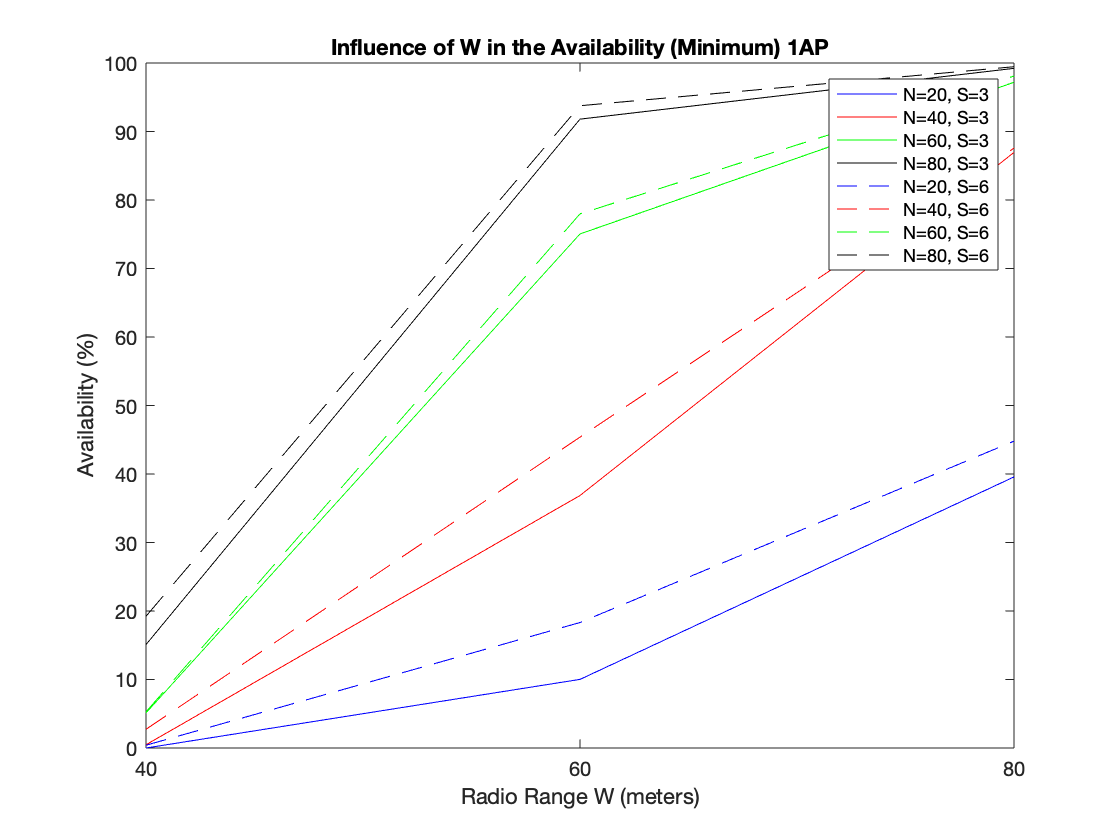 Influence of W in the Availability (Minimum) 1AP
100
90
80
70
60
50
40
30
20
10
0
Availability (%)
N=20, S=3
N=40, S=3
N=60, S=3
N=80, S=3
N=20, S=6
N=40, S=6
N=60, S=6
N=80, S=6
40 60 80
Radio Range W (meters)